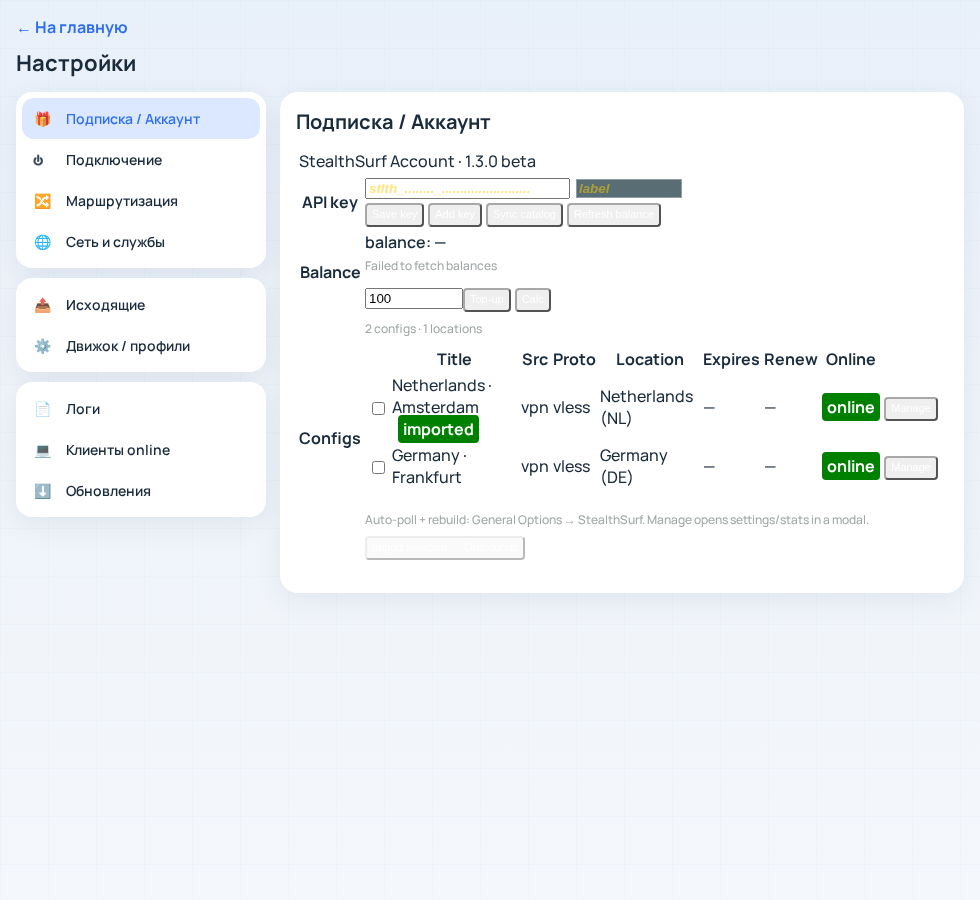 ← На главную
Настройки
Подписка / Аккаунт
Подключение
Маршрутизация
Сеть и службы
Исходящие
Движок / профили
Логи
Клиенты online
Обновления
Подписка / Аккаунт
StealthSurf Account · 1.3.0 beta
API key
stlth_........_........................ label
Save key Add key Sync catalog Refresh balance
Balance
balance: —
Failed to fetch balances
100 Top-up Calc
Configs
2 configs · 1 locations
Title Src Proto Location Expires Renew Online
Netherlands ·
Amsterdam
imported
vpn vless
Netherlands
(NL)
— — online Manage
Germany ·
Frankfurt
vpn vless
Germany
(DE)
— — online Manage
Auto-poll + rebuild: General Options → StealthSurf. Manage opens settings/stats in a modal.